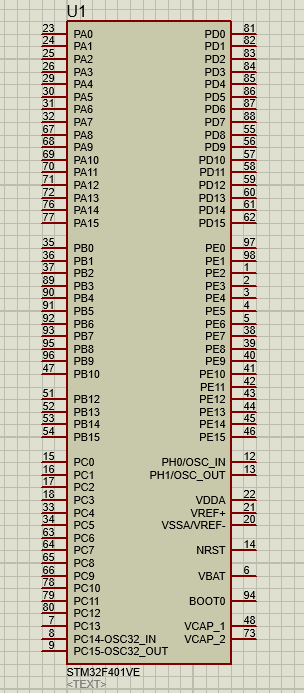 U1
23 PA0 PD0 81
24 PA1 PD1 82
25 PA2 PD2 83
26 PA3 PD3 84
29 PA4 PD4 85
30 PA5 PD5 86
31 PA6 PD6 87
32 PA7 PD7 88
67 PA8 PD8 55
68 PA9 PD9 56
69 PA10 PD10 57
70 PA11 PD11 58
71 PA12 PD12 59
72 PA13 PD13 60
76 PA14 PD14 61
77 PA15 PD15 62
35 PB0 PE0 97
36 PB1 PE1 98
37 PB2 PE2 1
89 PB3 PE3 2
90 PB4 PE4 3
91 PB5 PE5 4
92 PB6 PE6 5
93 PB7 PE7 38
95 PB8 PE8 39
96 PB9 PE9 40
47 PB10 PE10 41
PE11 42
51 PB12 PE12 43
52 PB13 PE13 44
53 PB14 PE14 45
54 PB15 PE15 46
15 PC0 PH0/OSC_IN 12
16 PC1 PH1/OSC_OUT 13
17 PC2
18 PC3 VDDA 22
33 PC4 VREF+ 21
34 PC5 VSSA/VREF- 20
63 PC6
64 PC7 NRST 14
65 PC8
66 PC9 VBAT 6
78 PC10
79 PC11 BOOT0 94
80 PC12
7 PC13 VCAP_1 48
8 PC14-OSC32_IN VCAP_2 73
9 PC15-OSC32_OUT
STM32F401VE
<TEXT>